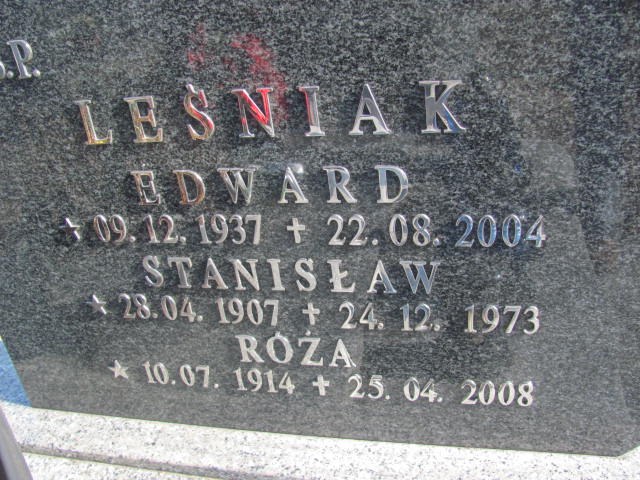 Ś.P.
LEŚNIAK
EDWARD
* 09.12.1937 + 22.08.2004
STANISŁAW
* 28.04.1907 + 24.12.1973
RÓŻA
* 10.07.1914 + 25.04.2008